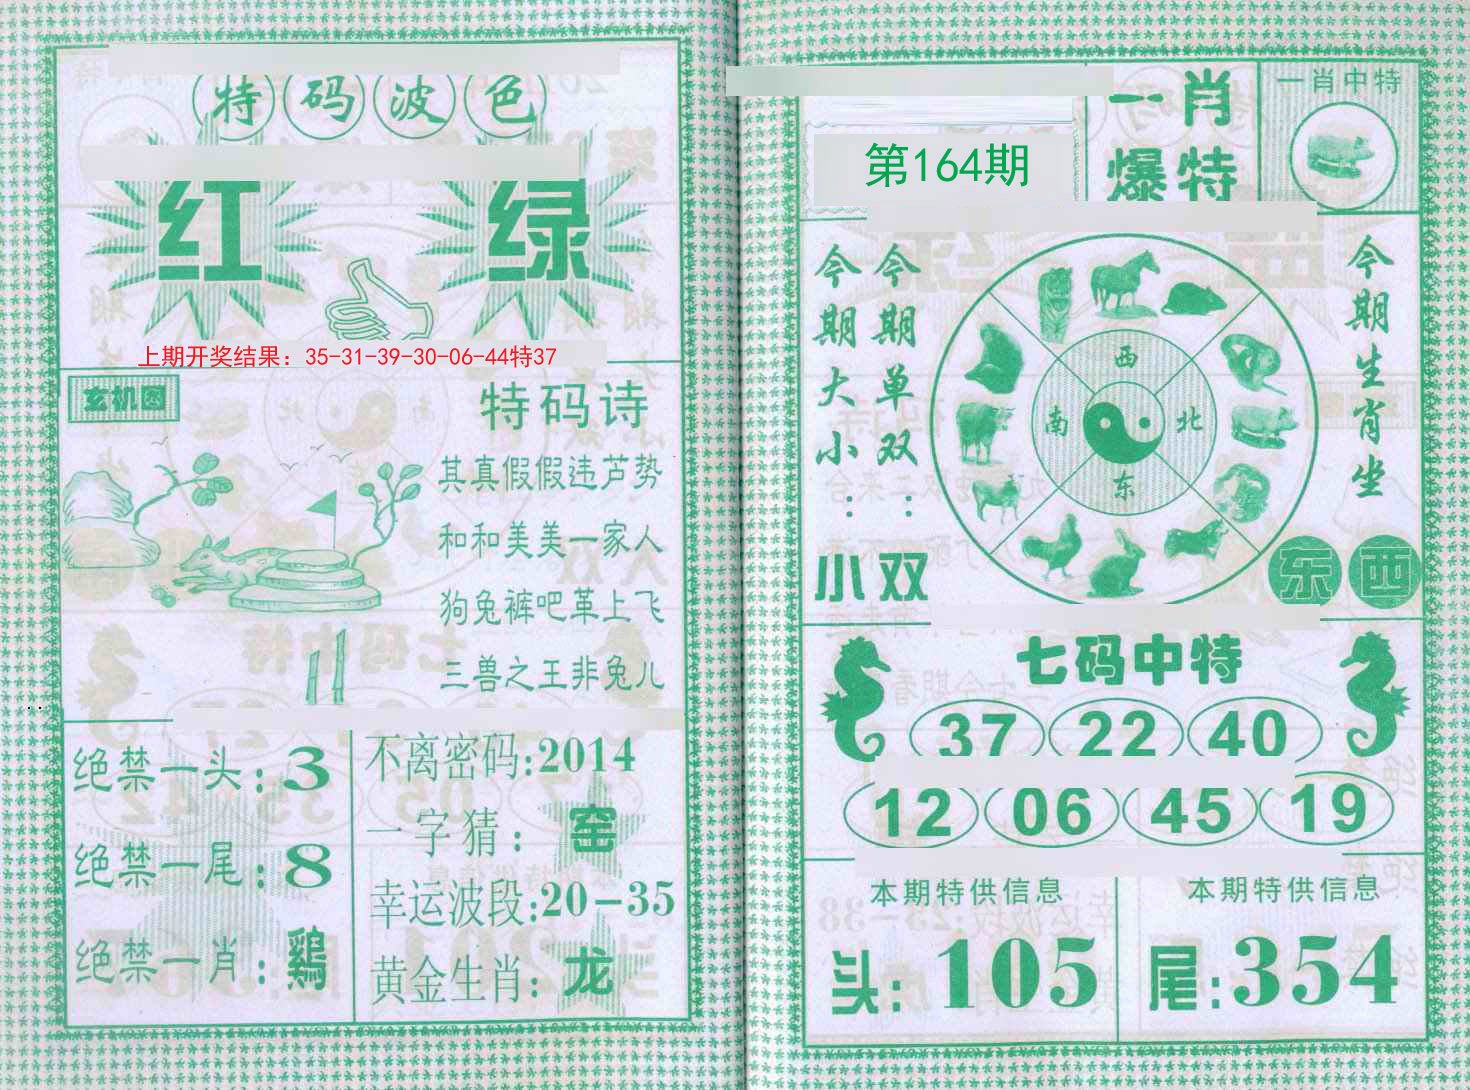 特码波色
红 绿
上期开奖结果：35-31-39-30-06-44特37
玄机图
特码诗
其真假假违芦势
和和美美一家人
狗兔裤吧革上飞
三兽之王非兔儿
绝禁一头：3
绝禁一尾：8
绝禁一肖：鷄
不离密码：2014
一字猜：窑
幸运波段：20-35
黄金生肖：龙
第164期
一肖
爆特
一肖中特
今期大小：小
今期单双：双
西
南 北
东
今期生肖坐
东西
七码中特
37 22 40
12 06 45 19
本期特供信息
头：105
本期特供信息
尾：354